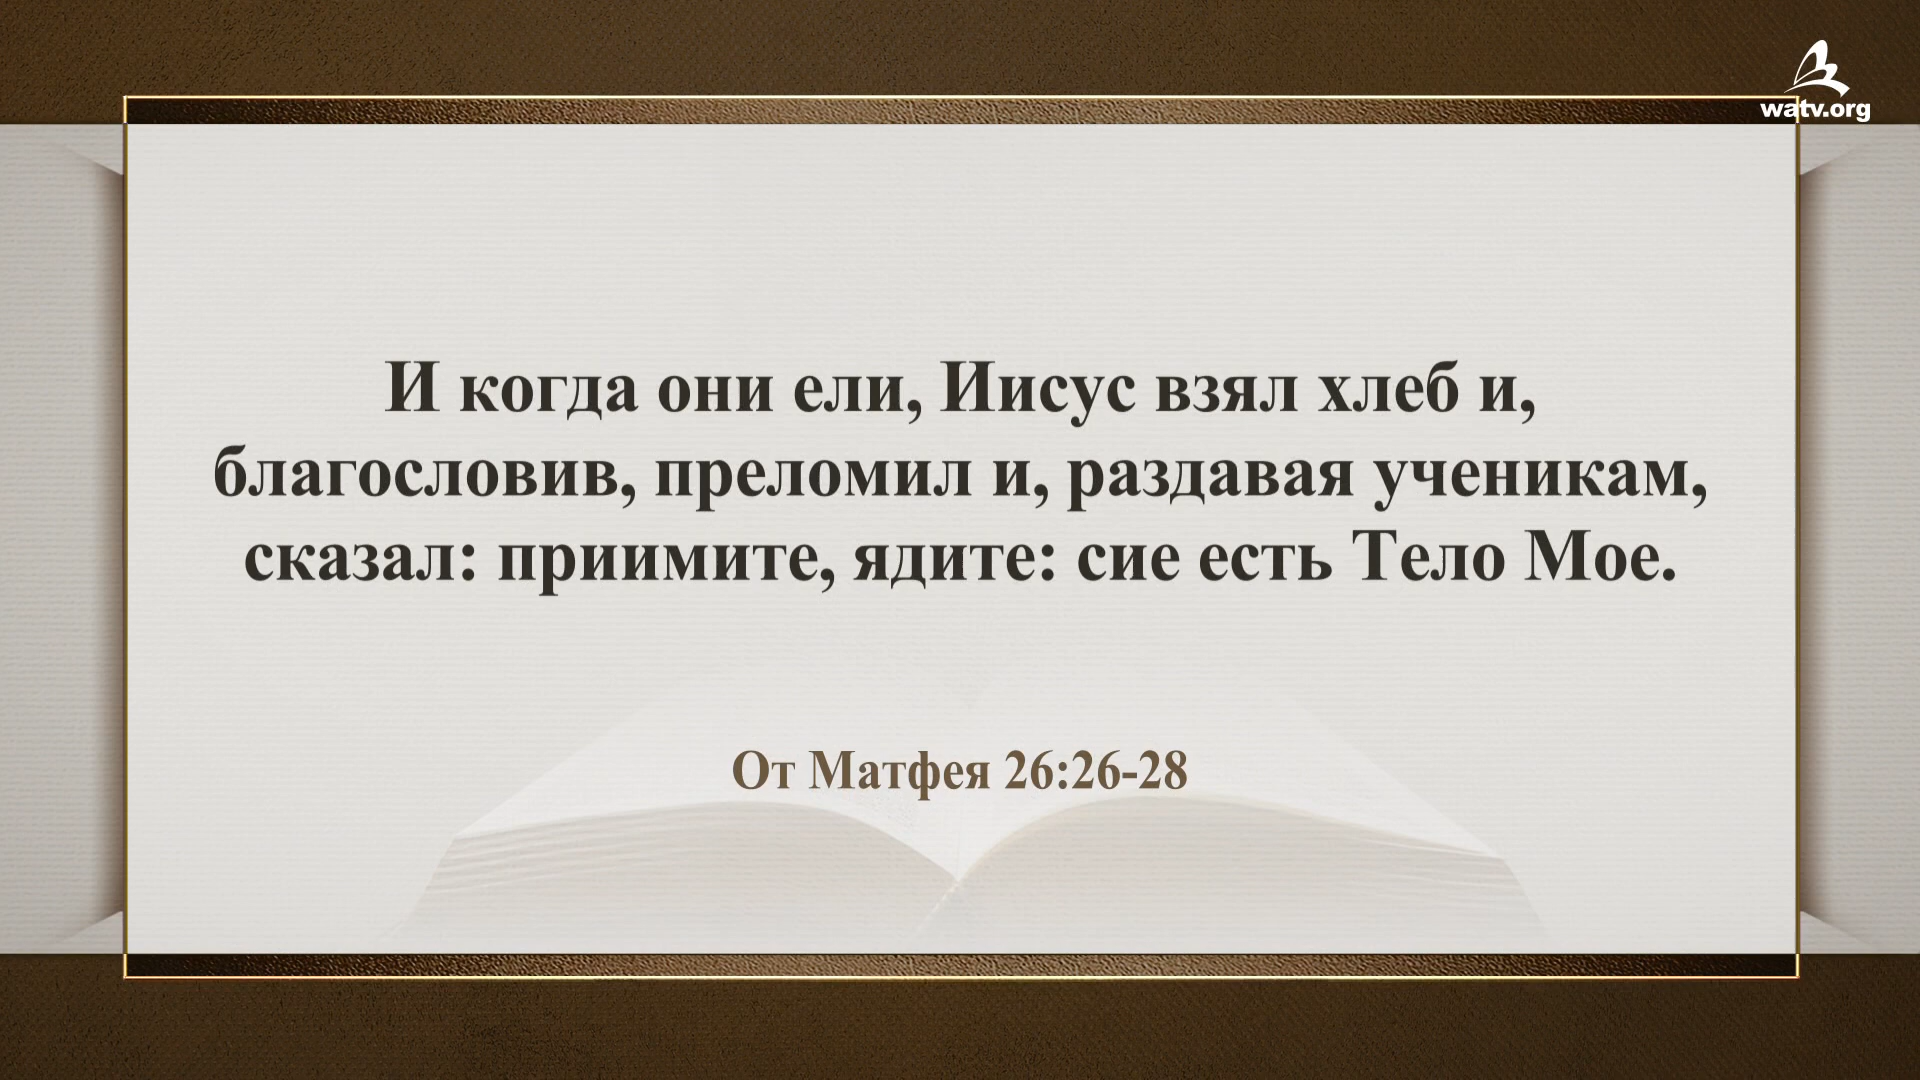 watv.org
И когда они ели, Иисус взял хлеб и,
благословив, преломил и, раздавая ученикам,
сказал: приимите, ядите: сие есть Тело Мое.
От Матфея 26:26-28